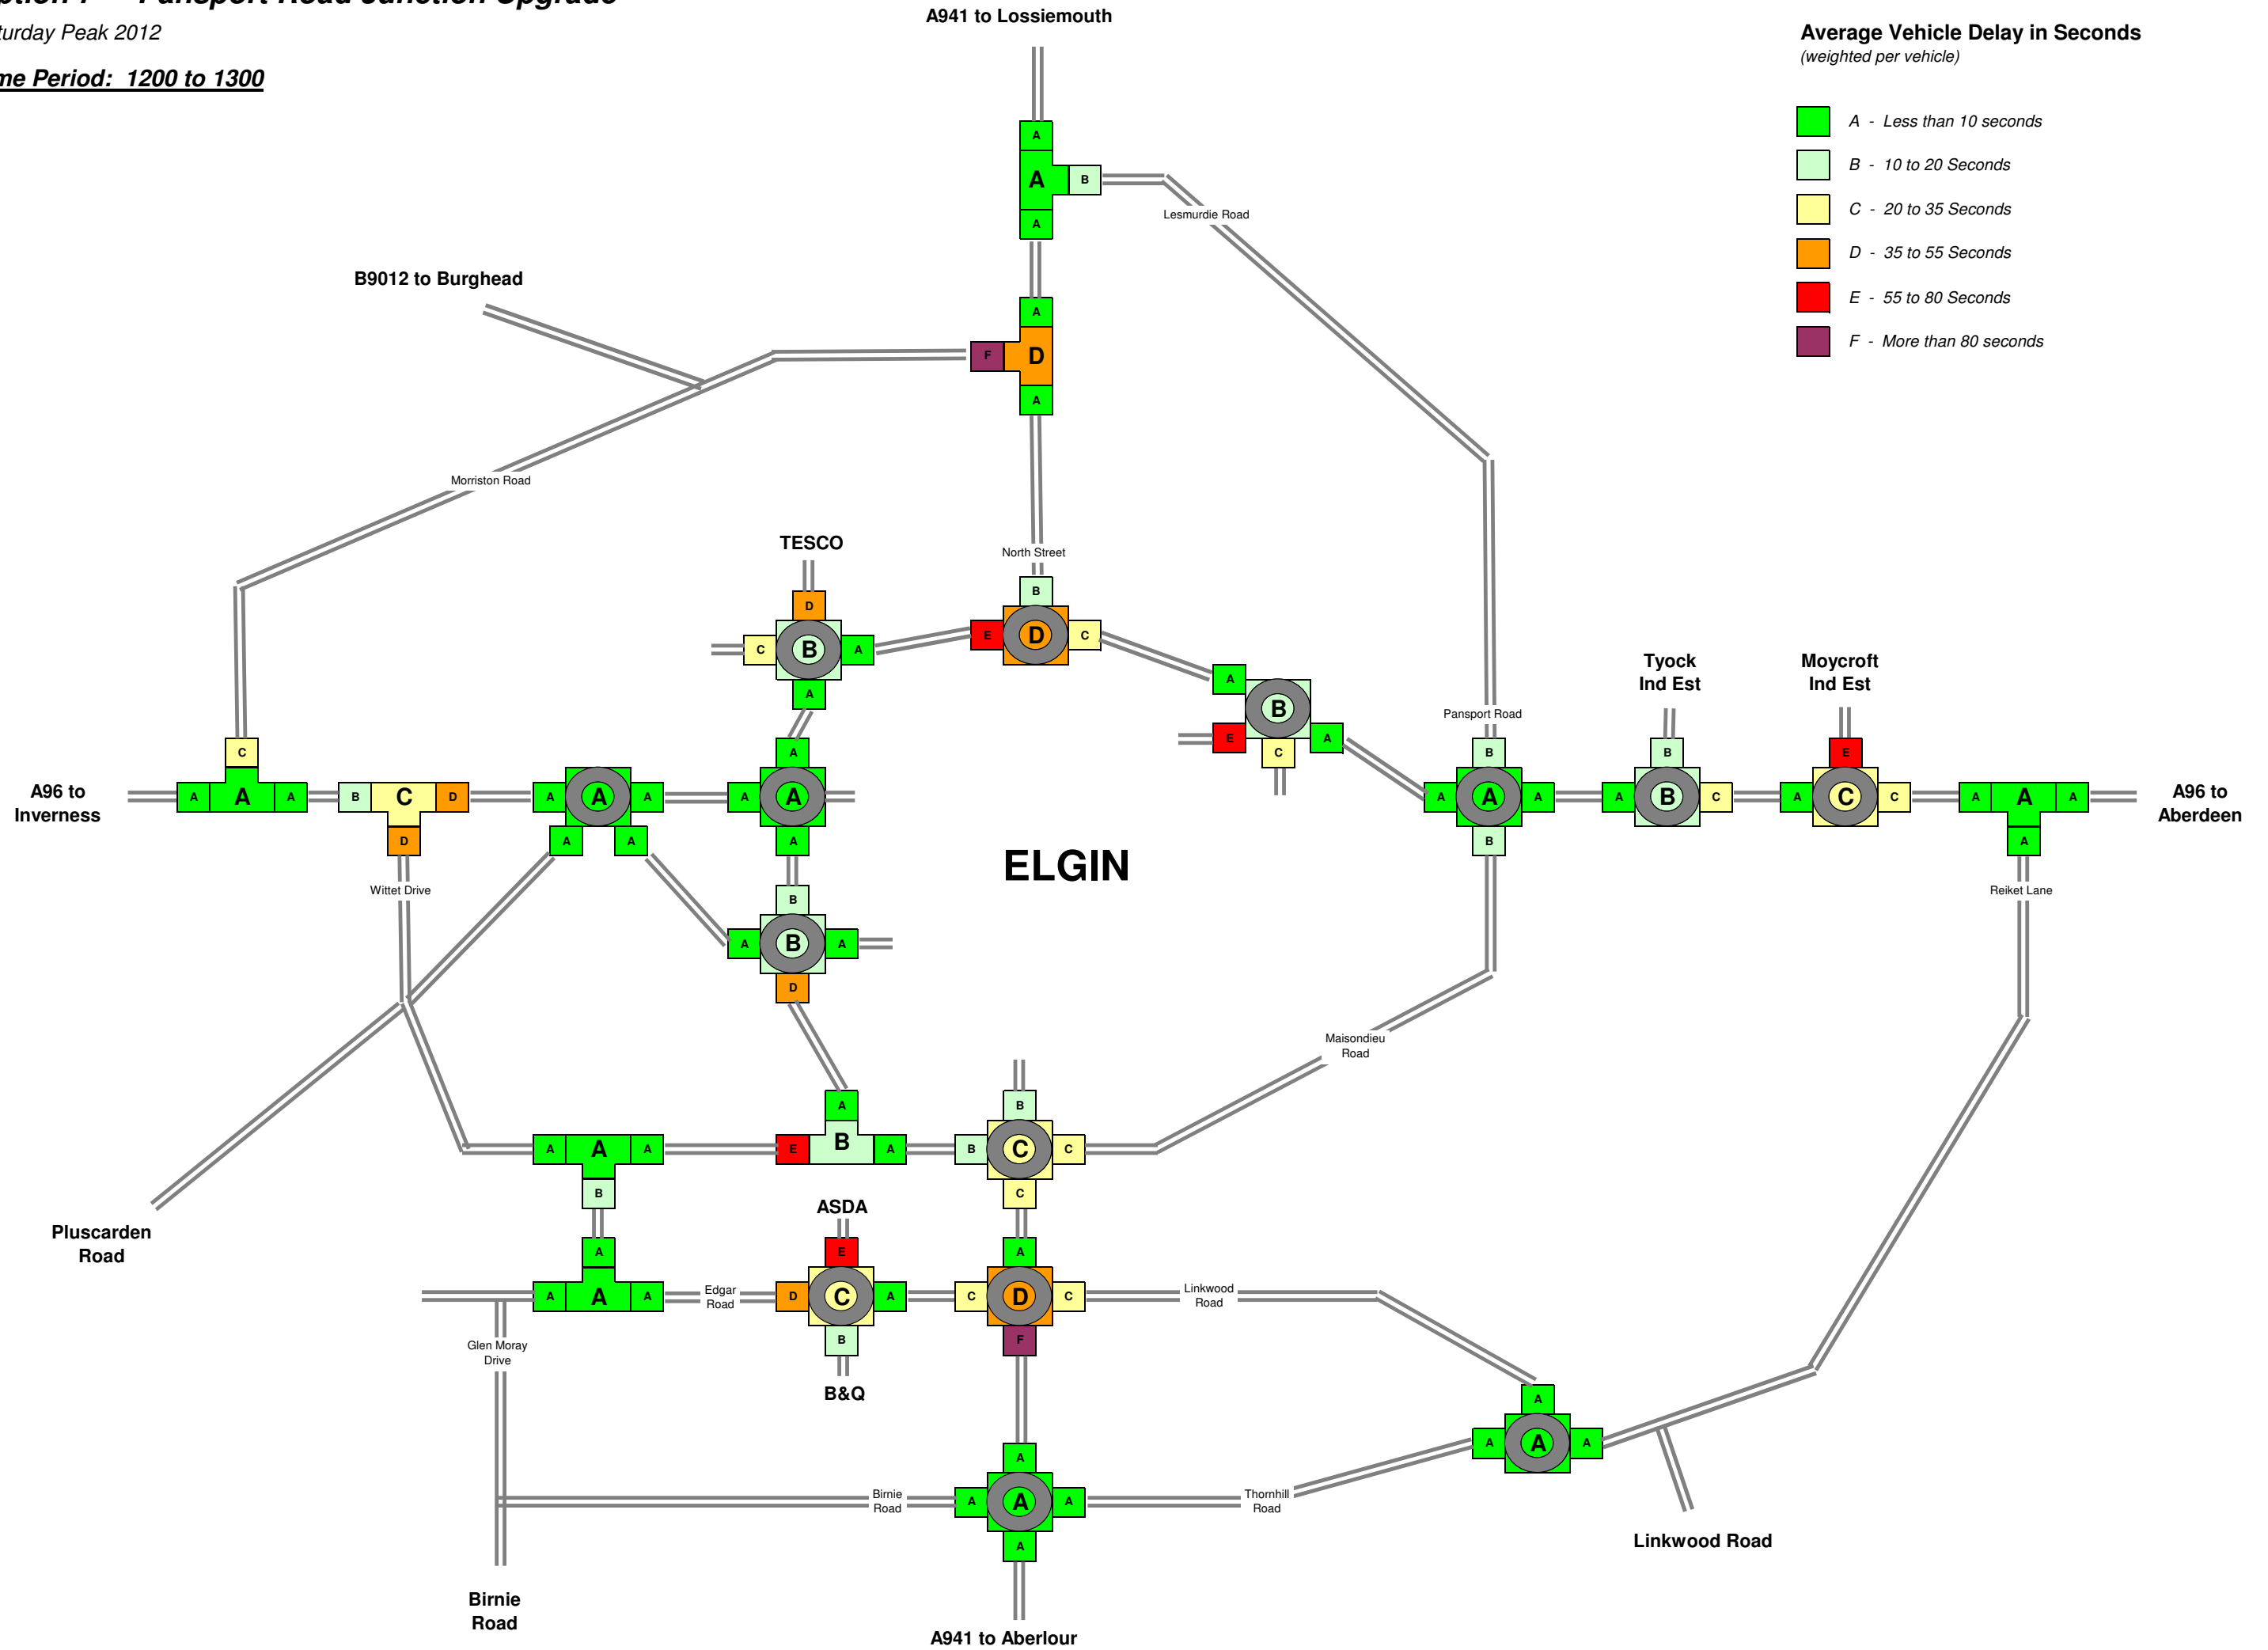 Pansport Road Junction Upgrade
turday Peak 2012
me Period: 1200 to 1300
A941 to Lossiemouth
Average Vehicle Delay in Seconds
(weighted per vehicle)
A - Less than 10 seconds
B - 10 to 20 Seconds
C - 20 to 35 Seconds
D - 35 to 55 Seconds
E - 55 to 80 Seconds
F - More than 80 seconds
A
A B
A
Lesmurdie Road
B9012 to Burghead
A
F D
A
Morriston Road
North Street
TESCO
D
C B A
A
B
E D C
A
B
E A
C
Pansport Road
Tyock
Ind Est
Moycroft
Ind Est
A96 to
Inverness
C
A A A
B C D
D
Wittet Drive
A A A
A A
A
A A
A
B
A A A
B
B
A B C
E
A C C
A A A
A
Reiket Lane
A96 to
Aberdeen
ELGIN
B
A B A
D
Maisondieu
Road
A A A
B
A
E B A
B
B C C
C
Pluscarden
Road
A
A A A
Edgar
Road
ASDA
E
D C A
B
B&Q
A
C D C
F
Linkwood
Road
Glen Moray
Drive
A
A A A
Linkwood Road
Birnie
Road
A
A A A
A
Thornhill
Road
Birnie
Road
A941 to Aberlour